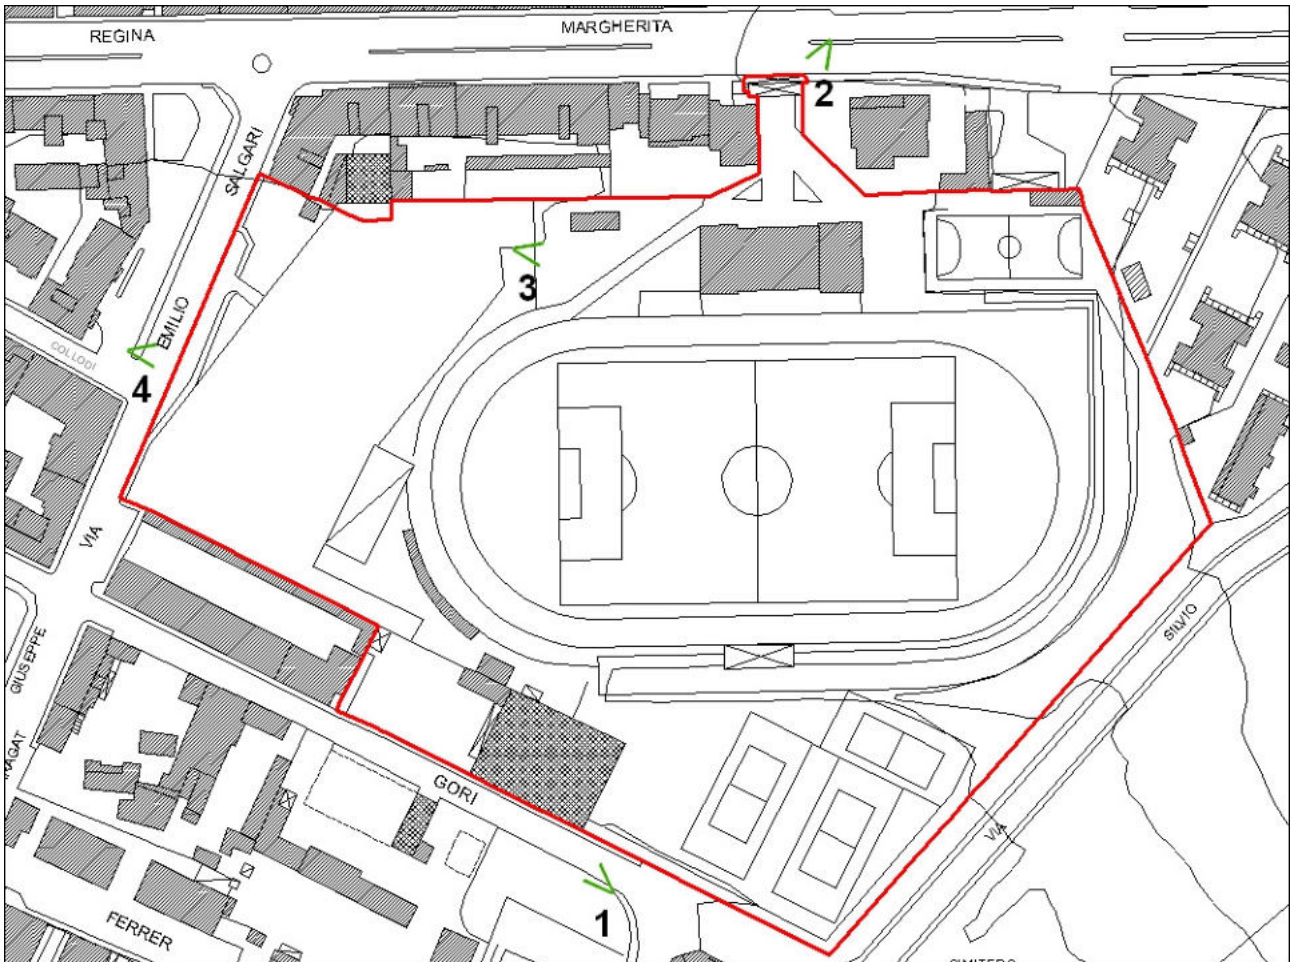 REGINA
MARGHERITA
2
SALGARI
3
EMILIO
COLLODI
4
VIA
SILVIO
GIUSEPPE
GORI
VIA
1
FERRER